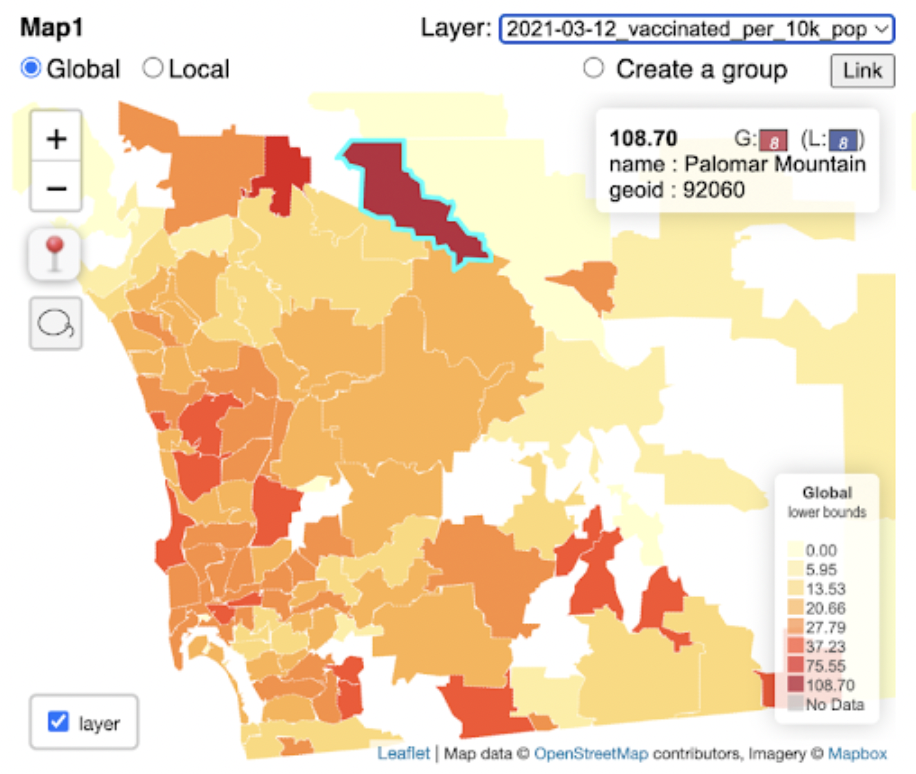 Map1
Layer: 2021-03-12_vaccinated_per_10k_pop
Global Local
Create a group Link
+
−
108.70 G: 8 (L: 8)
name : Palomar Mountain
geoid : 92060
Global
lower bounds
0.00
5.95
13.53
20.66
27.79
37.23
75.55
108.70
No Data
layer
Leaflet | Map data © OpenStreetMap contributors, Imagery © Mapbox